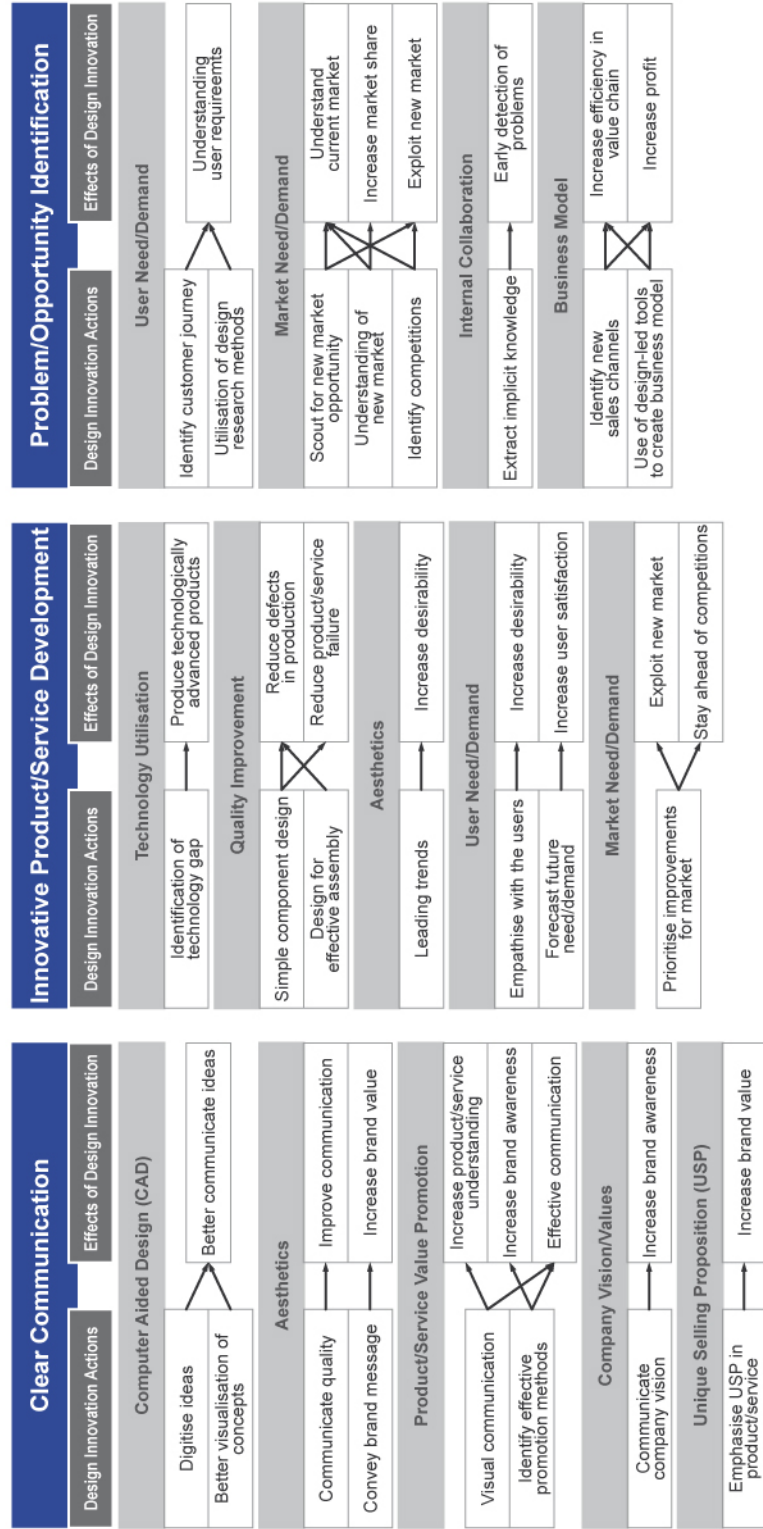 Clear Communication
Design Innovation Actions
Effects of Design Innovation
Computer Aided Design (CAD)
Digitise ideas
Better visualisation of
concepts
Better communicate ideas
Aesthetics
Communicate quality
Convey brand message
Improve communication
Increase brand value
Product/Service Value Promotion
Visual communication
Identify effective
promotion methods
Increase product/service
understanding
Increase brand awareness
Effective communication
Company Vision/Values
Communicate
company vision
Increase brand awareness
Unique Selling Proposition (USP)
Emphasise USP in
product/service
Increase brand value
Innovative Product/Service Development
Design Innovation Actions
Effects of Design Innovation
Technology Utilisation
Identification of
technology gap
Produce technologically
advanced products
Quality Improvement
Simple component design
Design for
effective assembly
Reduce defects
in production
Reduce product/service
failure
Aesthetics
Leading trends
Increase desirability
User Need/Demand
Empathise with the users
Forecast future
need/demand
Increase desirability
Increase user satisfaction
Market Need/Demand
Prioritise improvements
for market
Exploit new market
Stay ahead of competitions
Problem/Opportunity Identification
Design Innovation Actions
Effects of Design Innovation
User Need/Demand
Identify customer journey
Utilisation of design
research methods
Understanding
user requireemts
Market Need/Demand
Scout for new market
opportunity
Understanding of
new market
Identify competitions
Understand
current market
Increase market share
Exploit new market
Internal Collaboration
Extract implicit knowledge
Early detection of
problems
Business Model
Identify new
sales channels
Use of design-led tools
to create business model
Increase efficiency in
value chain
Increase profit